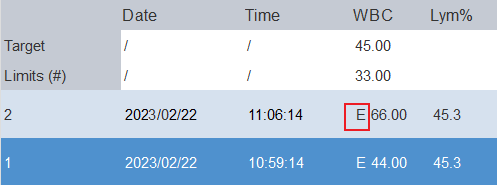 Date Time WBC Lym%
Target / / 45.00
Limits (#) / / 33.00
2 2023/02/22 11:06:14 E 66.00 45.3
1 2023/02/22 10:59:14 E 44.00 45.3